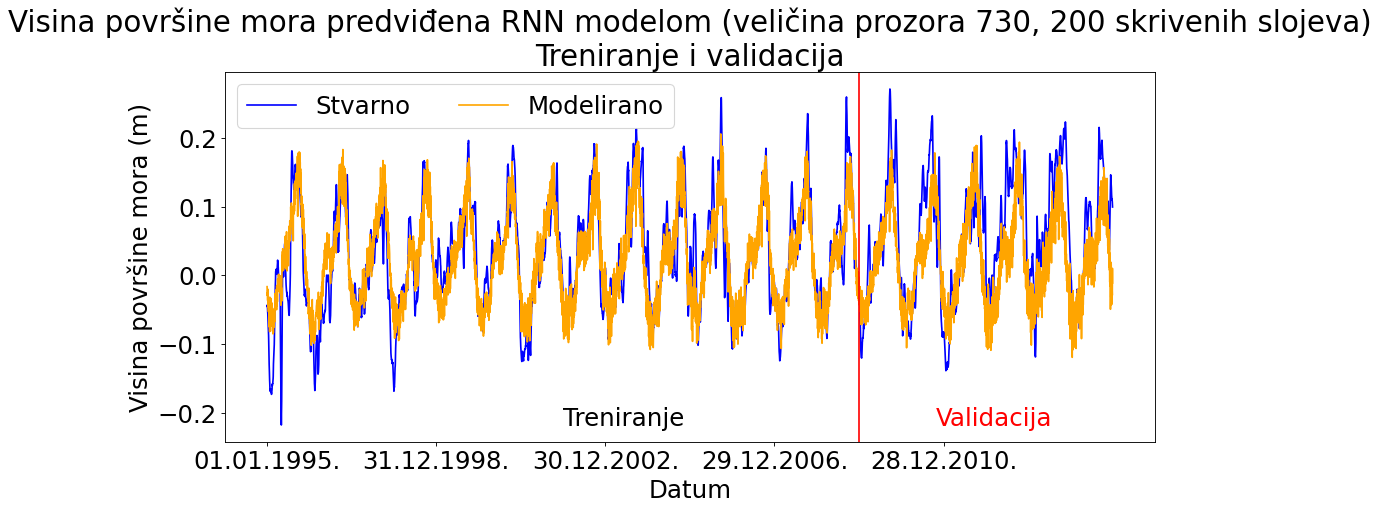 Visina površine mora predviđena RNN modelom (veličina prozora 730, 200 skrivenih slojeva)
Treniranje i validacija
Stvarno
Modelirano
Visina površine mora (m)
0.2
0.1
0.0
−0.1
−0.2
Treniranje
Validacija
01.01.1995.
31.12.1998.
30.12.2002.
29.12.2006.
28.12.2010.
Datum